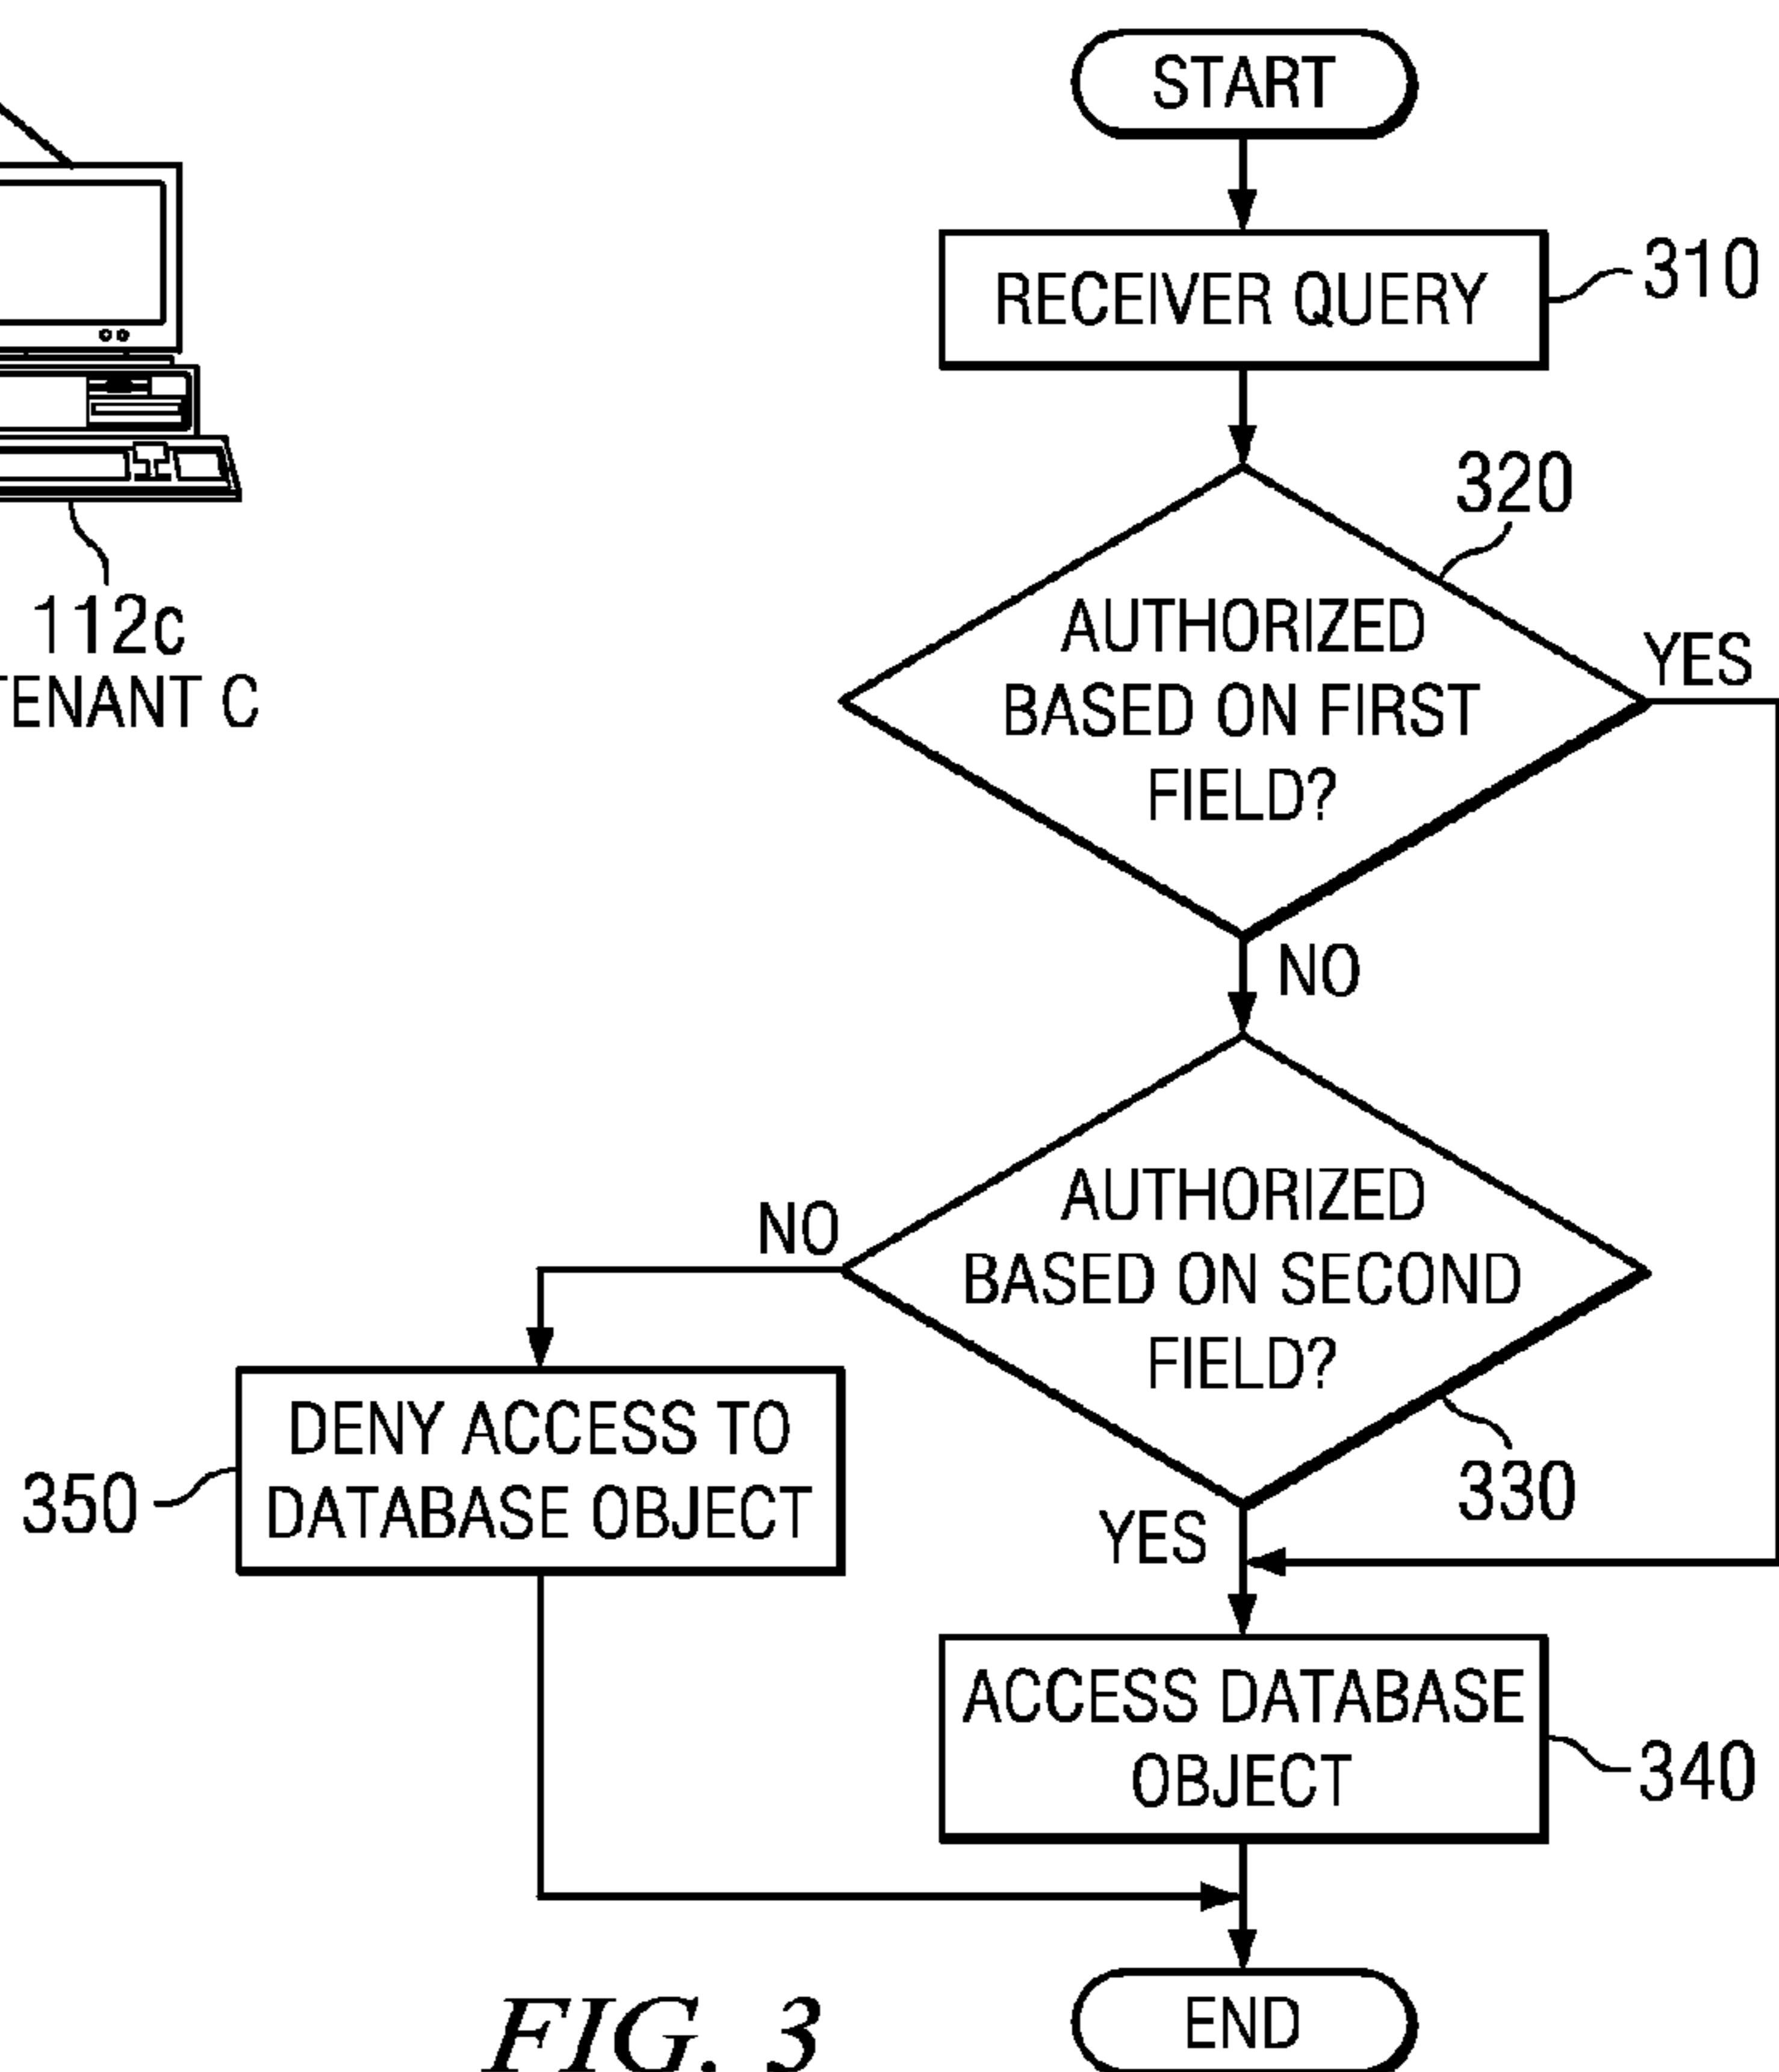 START
RECEIVER QUERY
310
320
AUTHORIZED
BASED ON FIRST
FIELD?
YES
NO
112c
TENANT C
AUTHORIZED
BASED ON SECOND
FIELD?
NO
330
YES
DENY ACCESS TO
DATABASE OBJECT
350
ACCESS DATABASE
OBJECT
340
END
FIG. 3